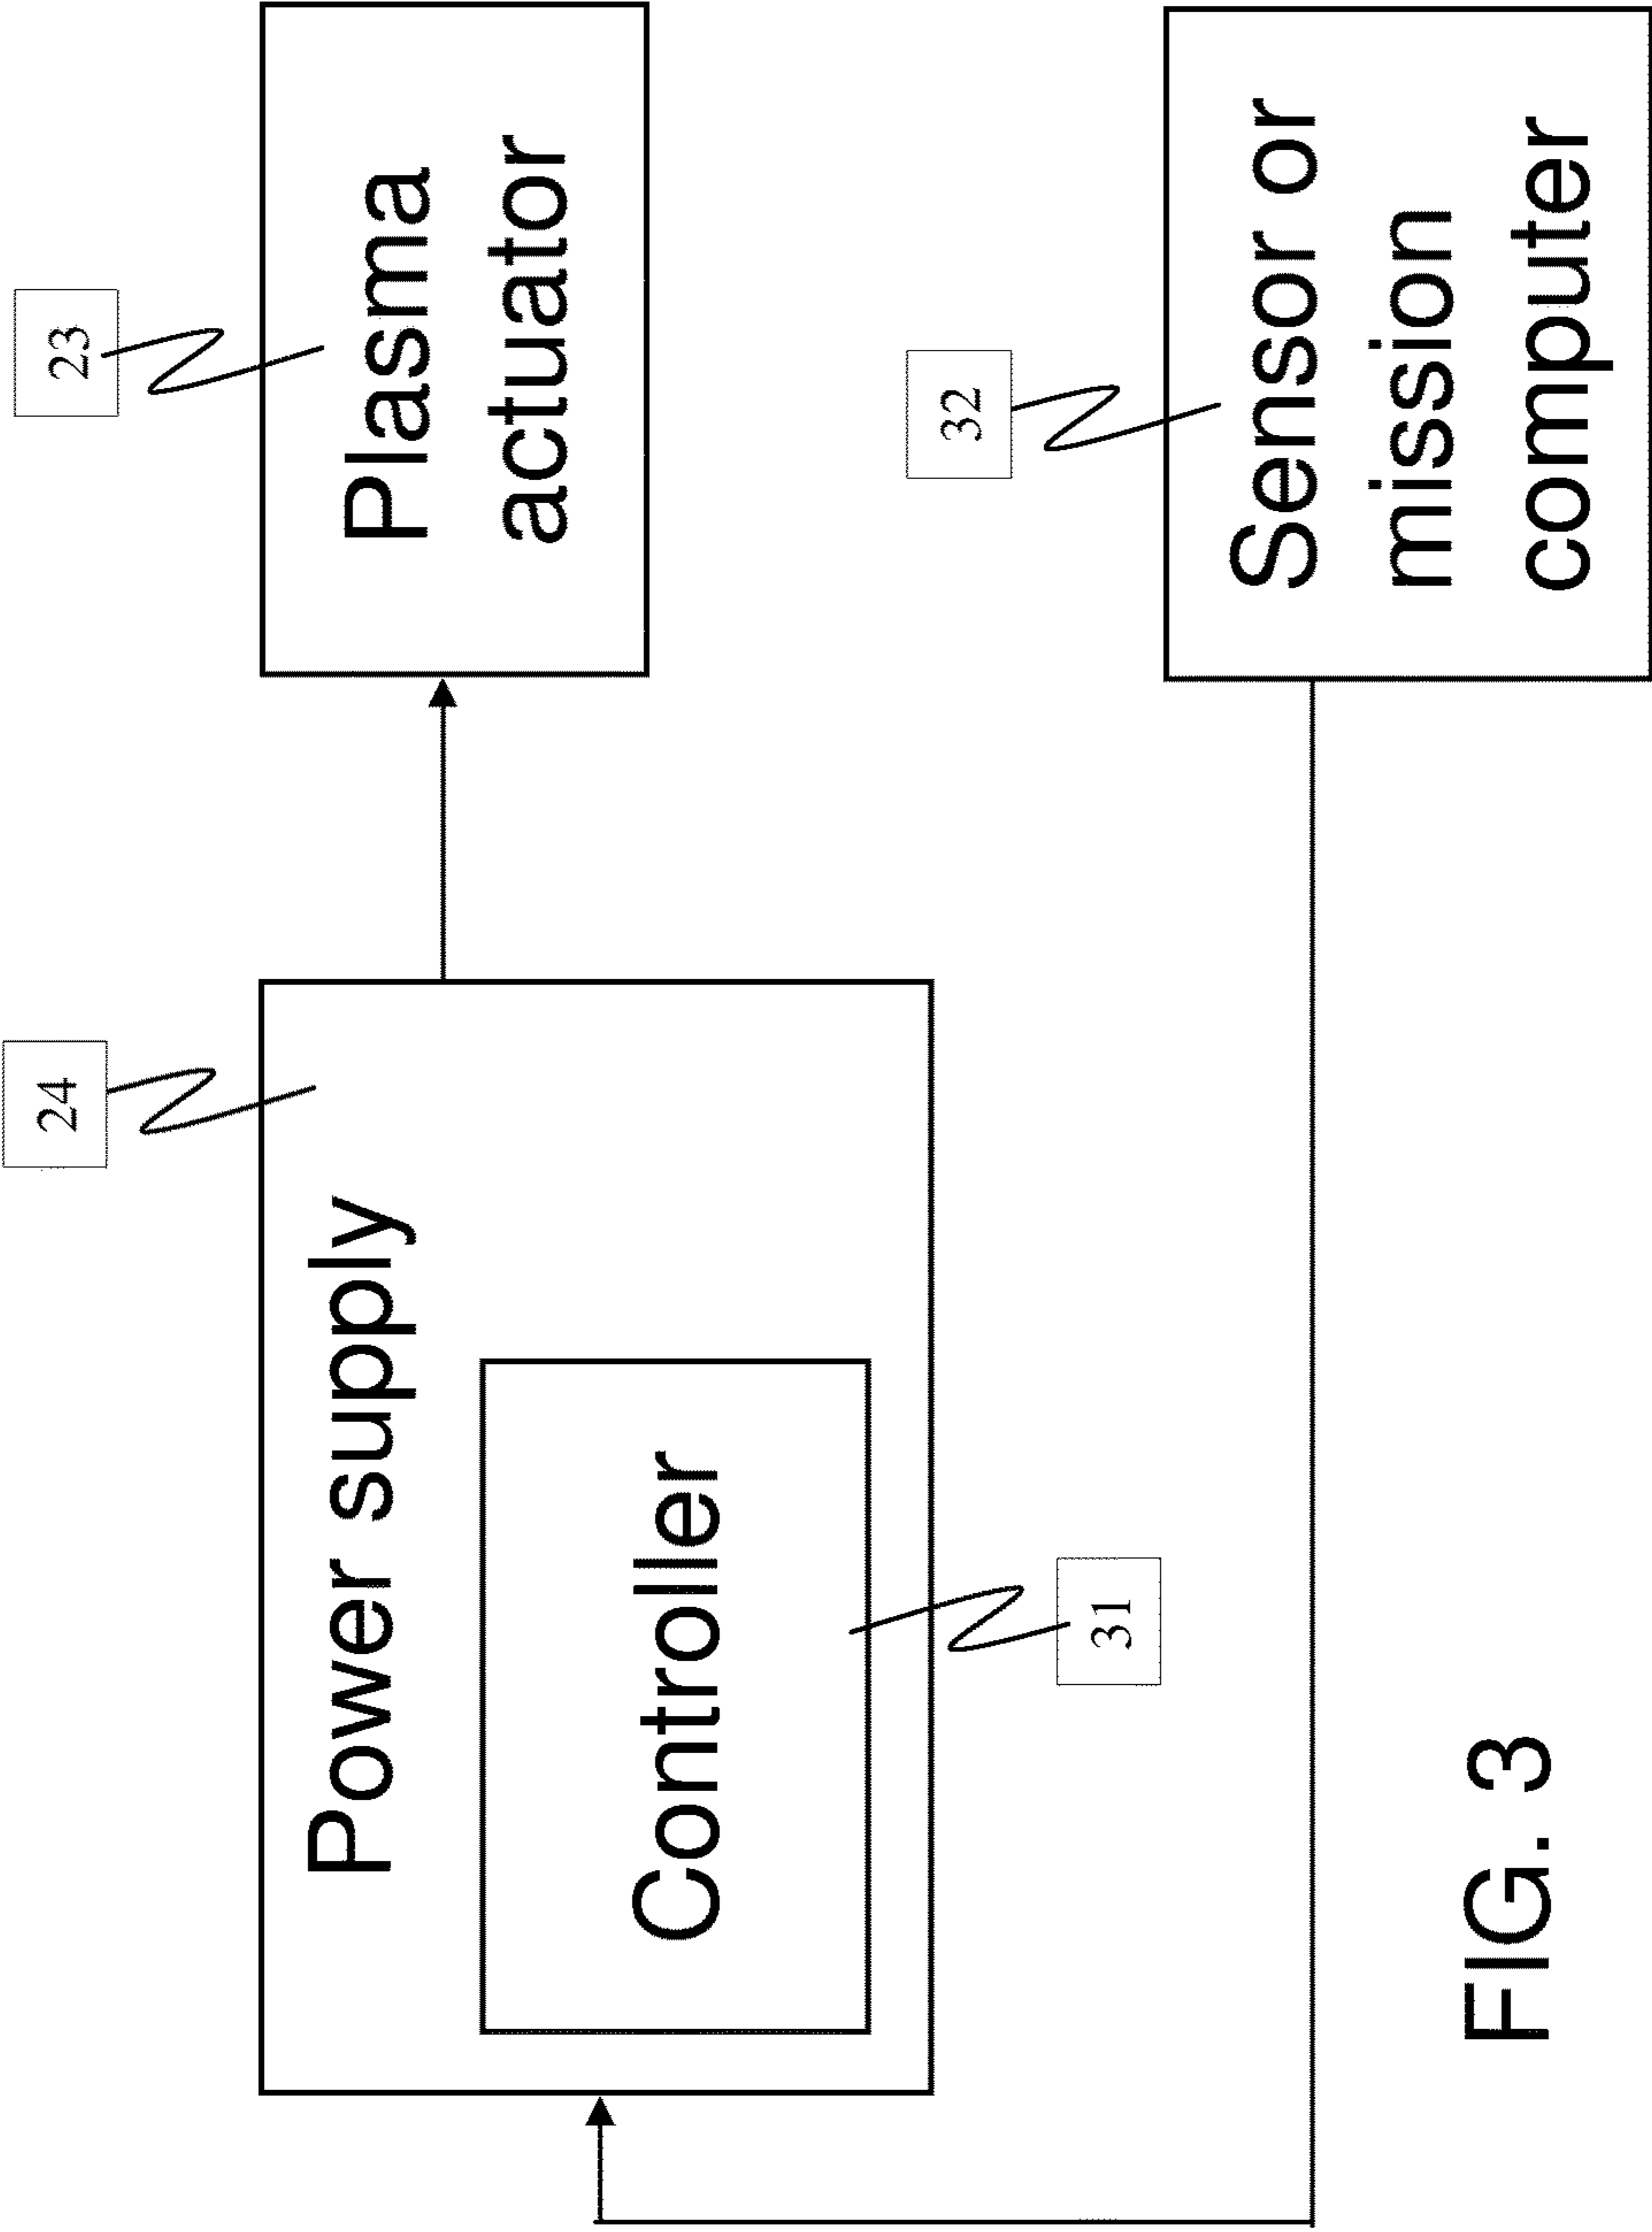 24
23
Power supply
Plasma
actuator
Controller
31
32
Sensor or
mission
computer
FIG. 3